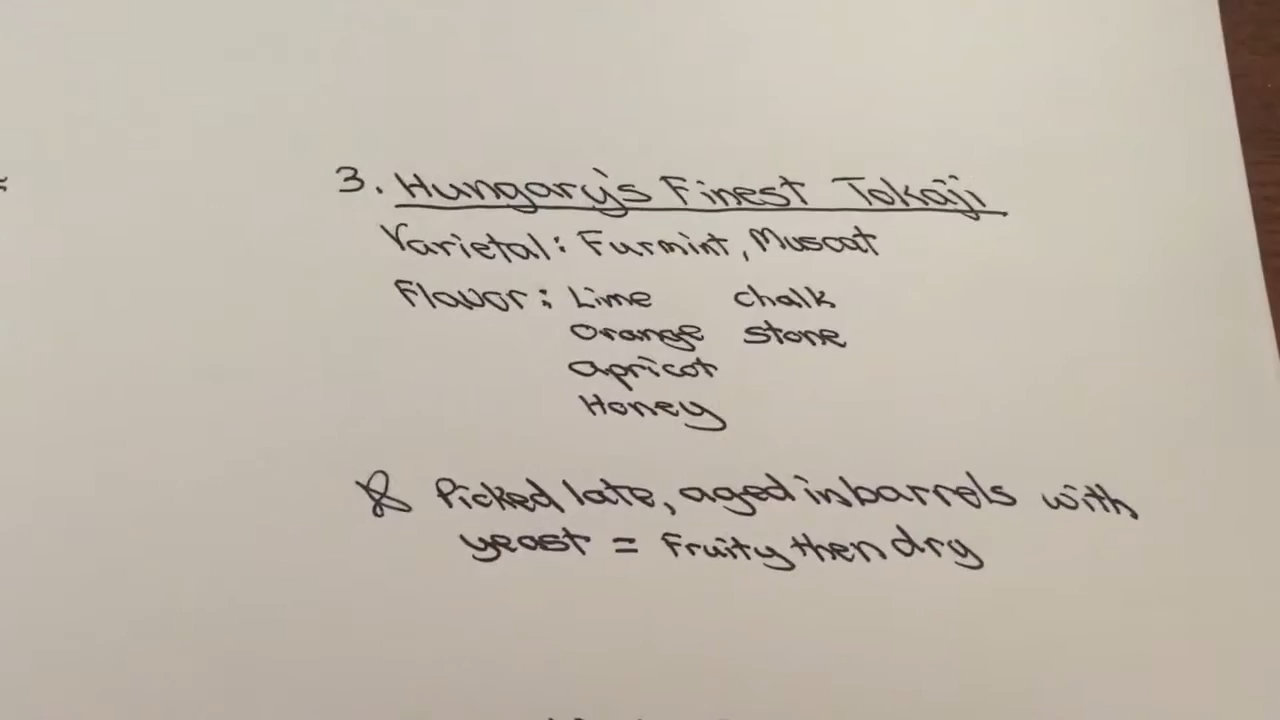 3. Hungary's Finest Tokaji
Varietal: Furmint, Muscat
Flavor: Lime chalk
Orange stone
Apricot
Honey
☆ Picked late, aged in barrels with
yeast = fruity then dry